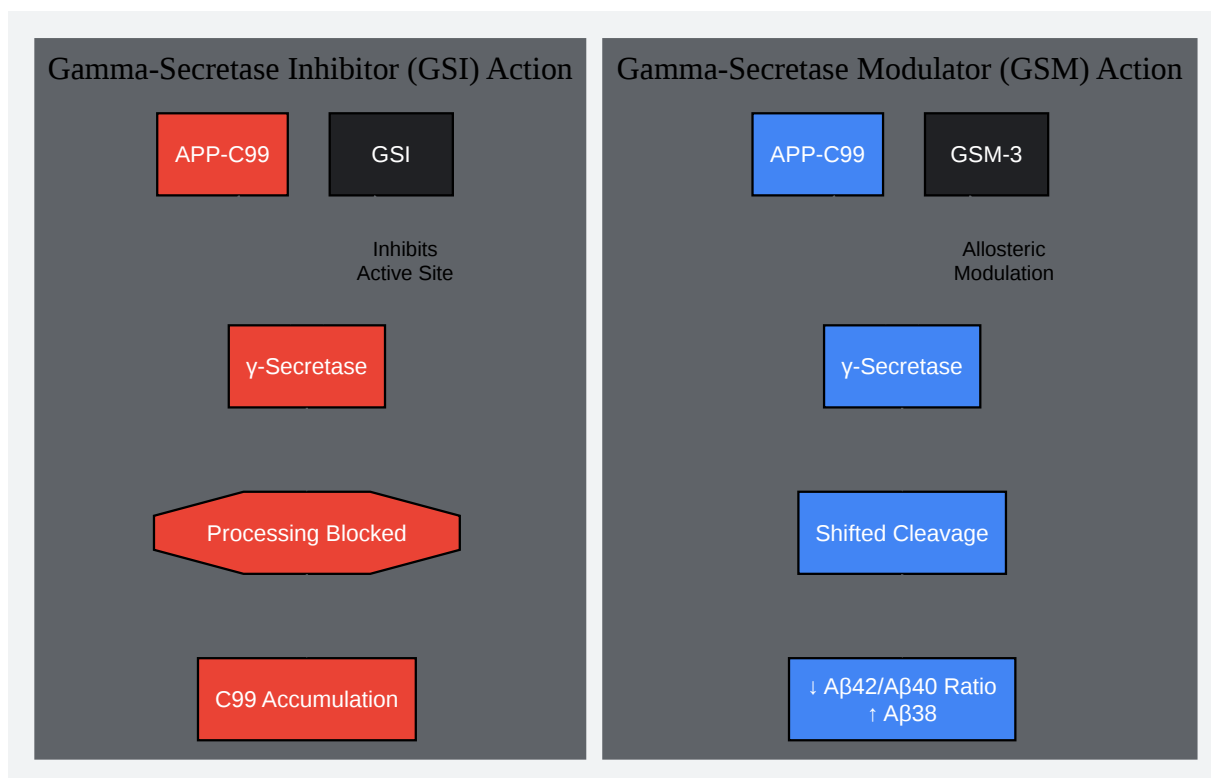 Gamma-Secretase Inhibitor (GSI) Action
APP-C99
GSI
Inhibits
Active Site
γ-Secretase
Processing Blocked
C99 Accumulation
Gamma-Secretase Modulator (GSM) Action
APP-C99
GSM-3
Allosteric
Modulation
γ-Secretase
Shifted Cleavage
↓ Aβ42/Aβ40 Ratio
↑ Aβ38